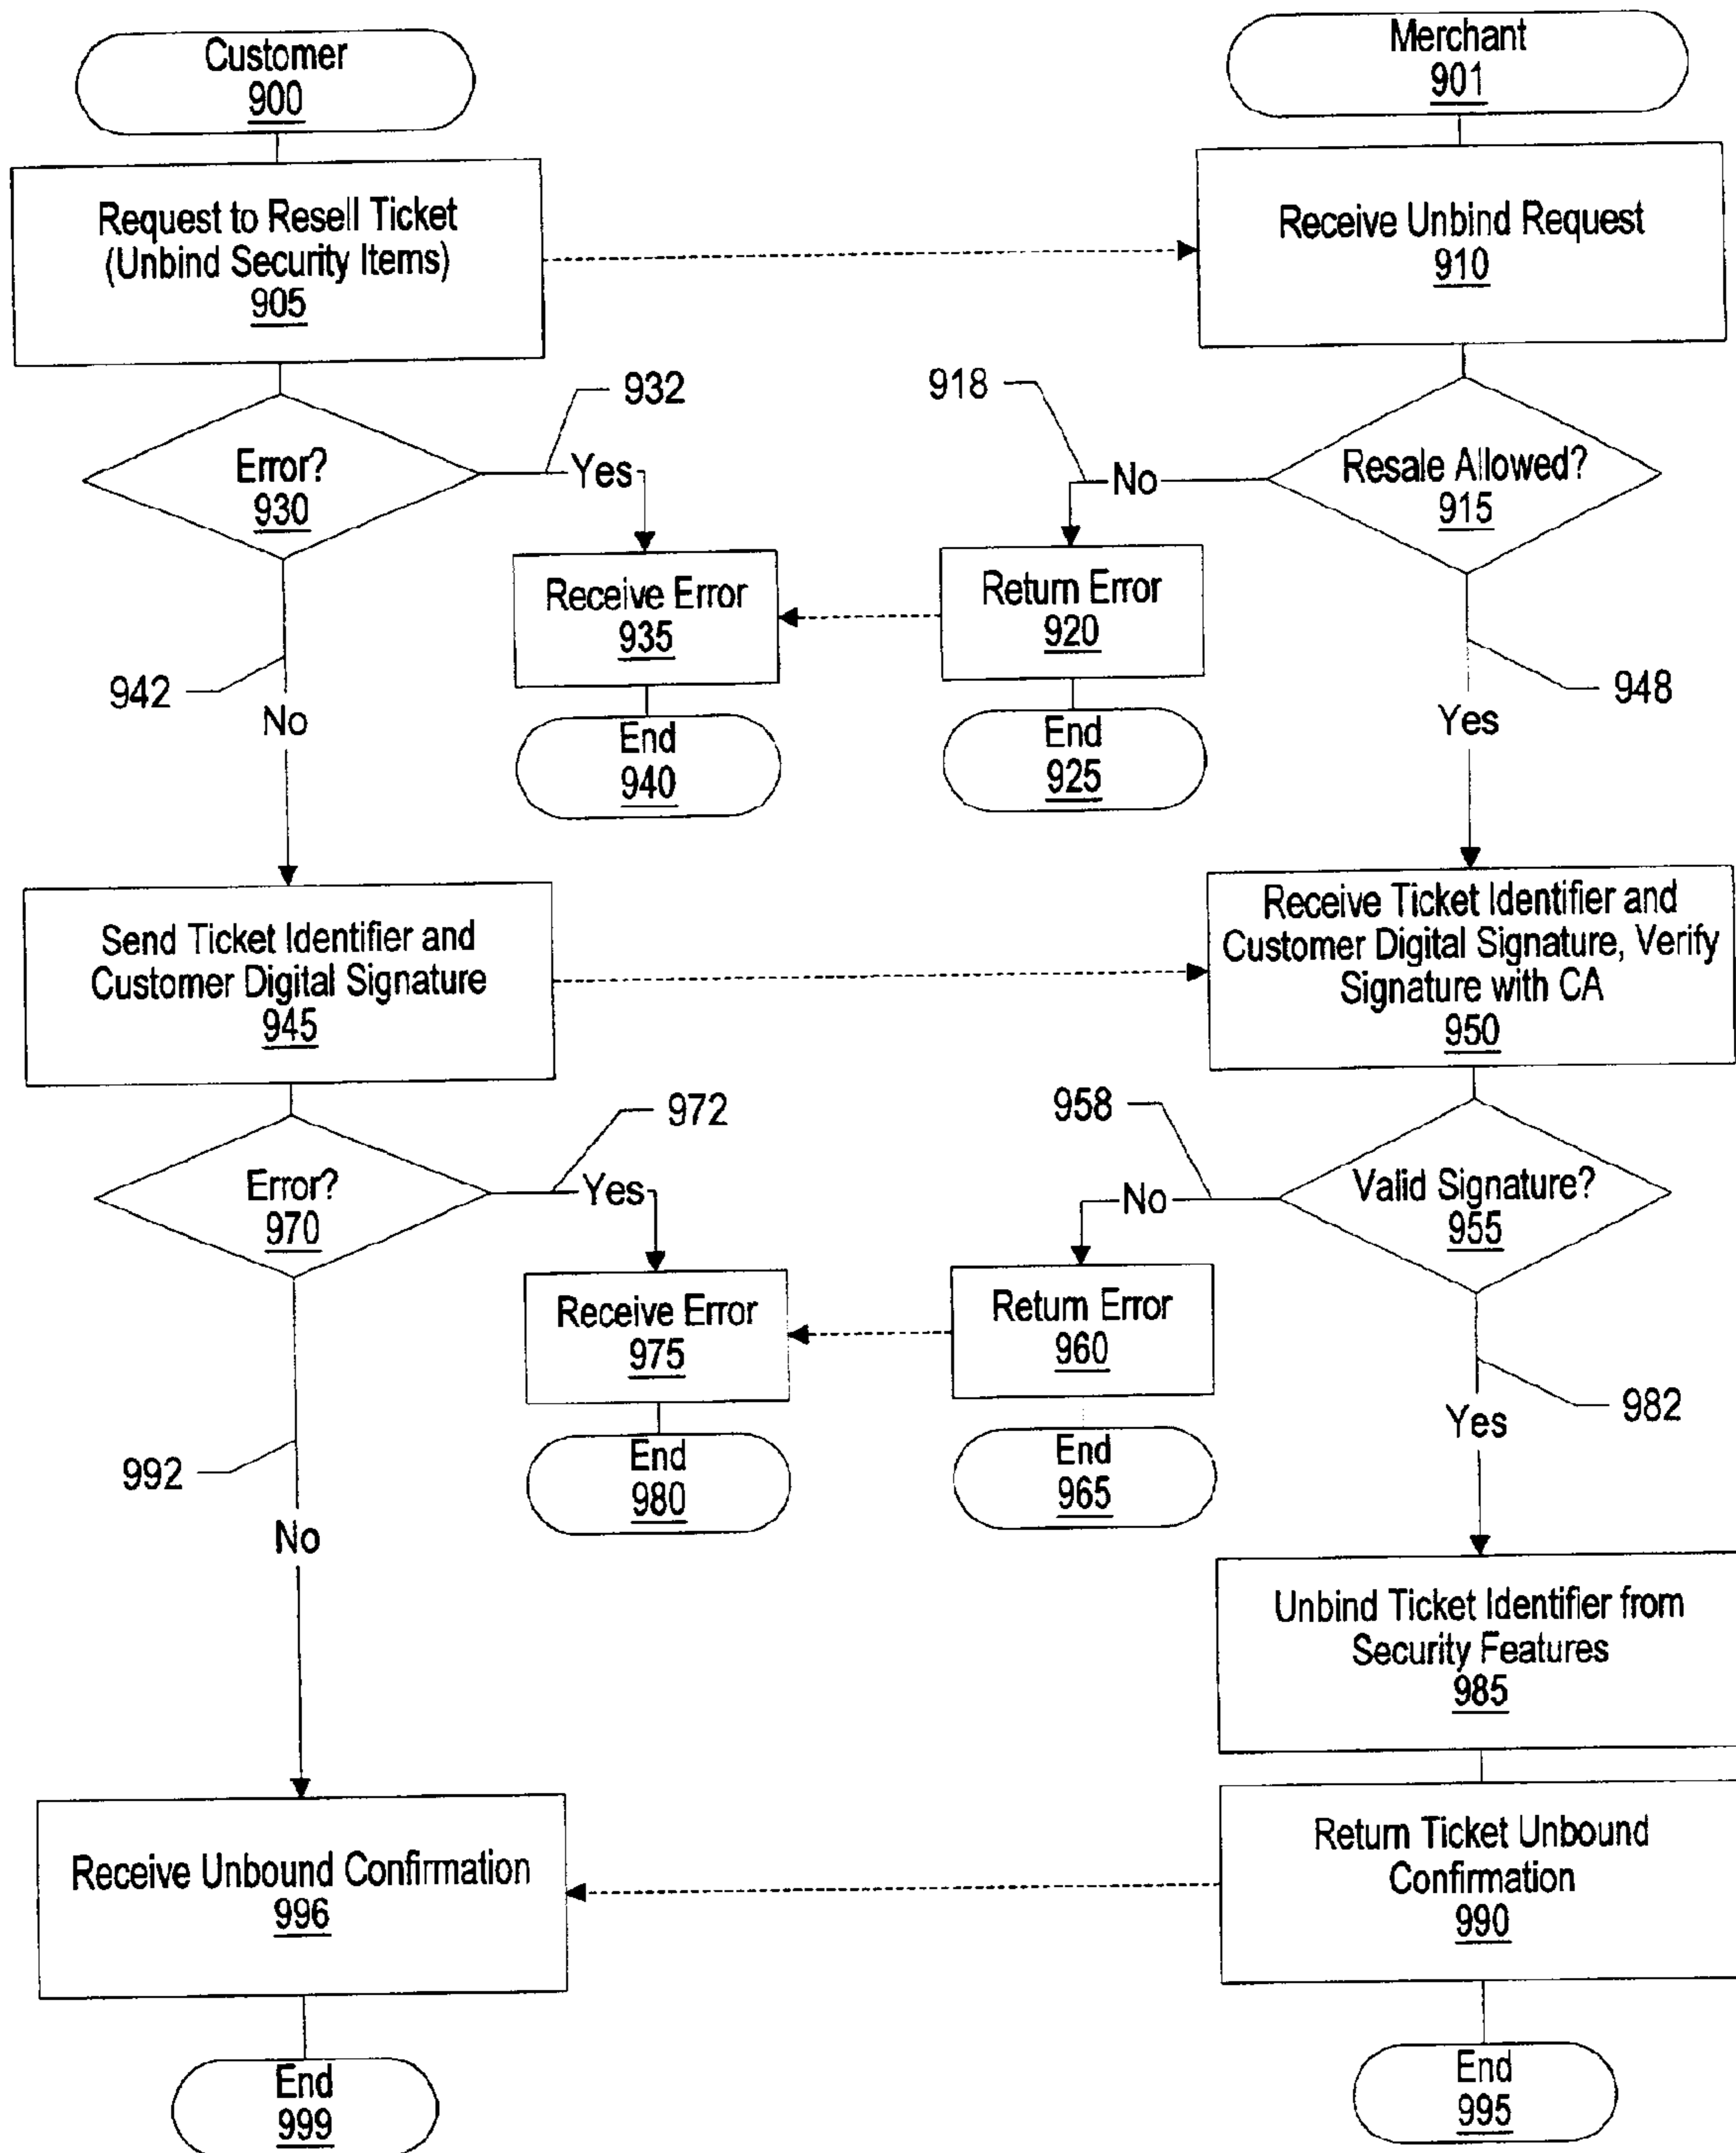 Customer
900
Merchant
901
Request to Resell Ticket
(Unbind Security Items)
905
Receive Unbind Request
910
932
918
Error?
930
Yes
No
Resale Allowed?
915
Receive Error
935
Return Error
920
942
948
No
Yes
End
940
End
925
Send Ticket Identifier and
Customer Digital Signature
945
Receive Ticket Identifier and
Customer Digital Signature, Verify
Signature with CA
950
972
958
Error?
970
Yes
No
Valid Signature?
955
Receive Error
975
Return Error
960
982
Yes
992
End
980
End
965
No
Unbind Ticket Identifier from
Security Features
985
Receive Unbound Confirmation
996
Return Ticket Unbound
Confirmation
990
End
999
End
995